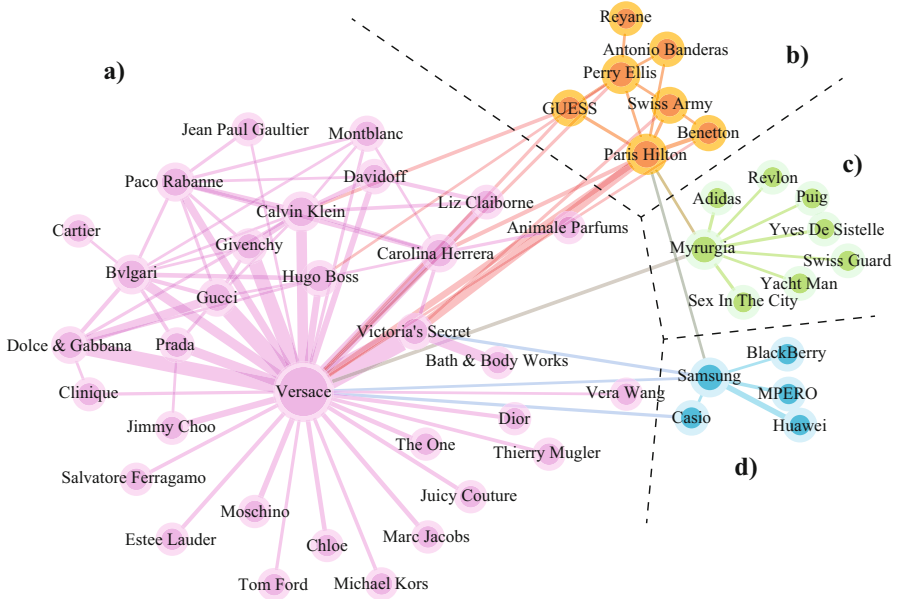 Reyane
Antonio Banderas
b)
a)
Perry Ellis
GUESS
Swiss Army
Jean Paul Gaultier
Montblanc
Benetton
Paris Hilton
c)
Paco Rabanne
Davidoff
Revlon
Adidas
Puig
Calvin Klein
Liz Claiborne
Cartier
Givenchy
Animale Parfums
Yves De Sistelle
Myrurgia
Bvlgari
Hugo Boss
Carolina Herrera
Swiss Guard
Gucci
Yacht Man
Sex In The City
Dolce & Gabbana
Prada
Victoria's Secret
Bath & Body Works
BlackBerry
Samsung
Clinique
Versace
Vera Wang
MPERO
Jimmy Choo
Dior
Casio
Huawei
The One
Thierry Mugler
d)
Salvatore Ferragamo
Juicy Couture
Moschino
Estee Lauder
Chloe
Marc Jacobs
Tom Ford
Michael Kors